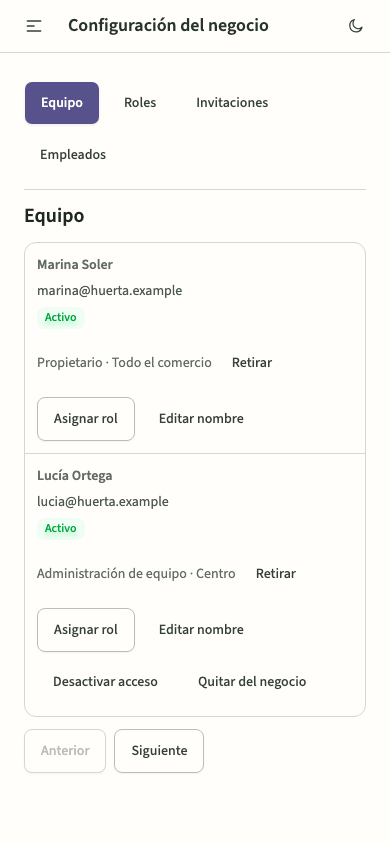 Configuración del negocio
Equipo Roles Invitaciones
Empleados
Equipo
Marina Soler
marina@huerta.example
Activo
Propietario · Todo el comercio Retirar
Asignar rol Editar nombre
Lucía Ortega
lucia@huerta.example
Activo
Administración de equipo · Centro Retirar
Asignar rol Editar nombre
Desactivar acceso Quitar del negocio
Anterior Siguiente